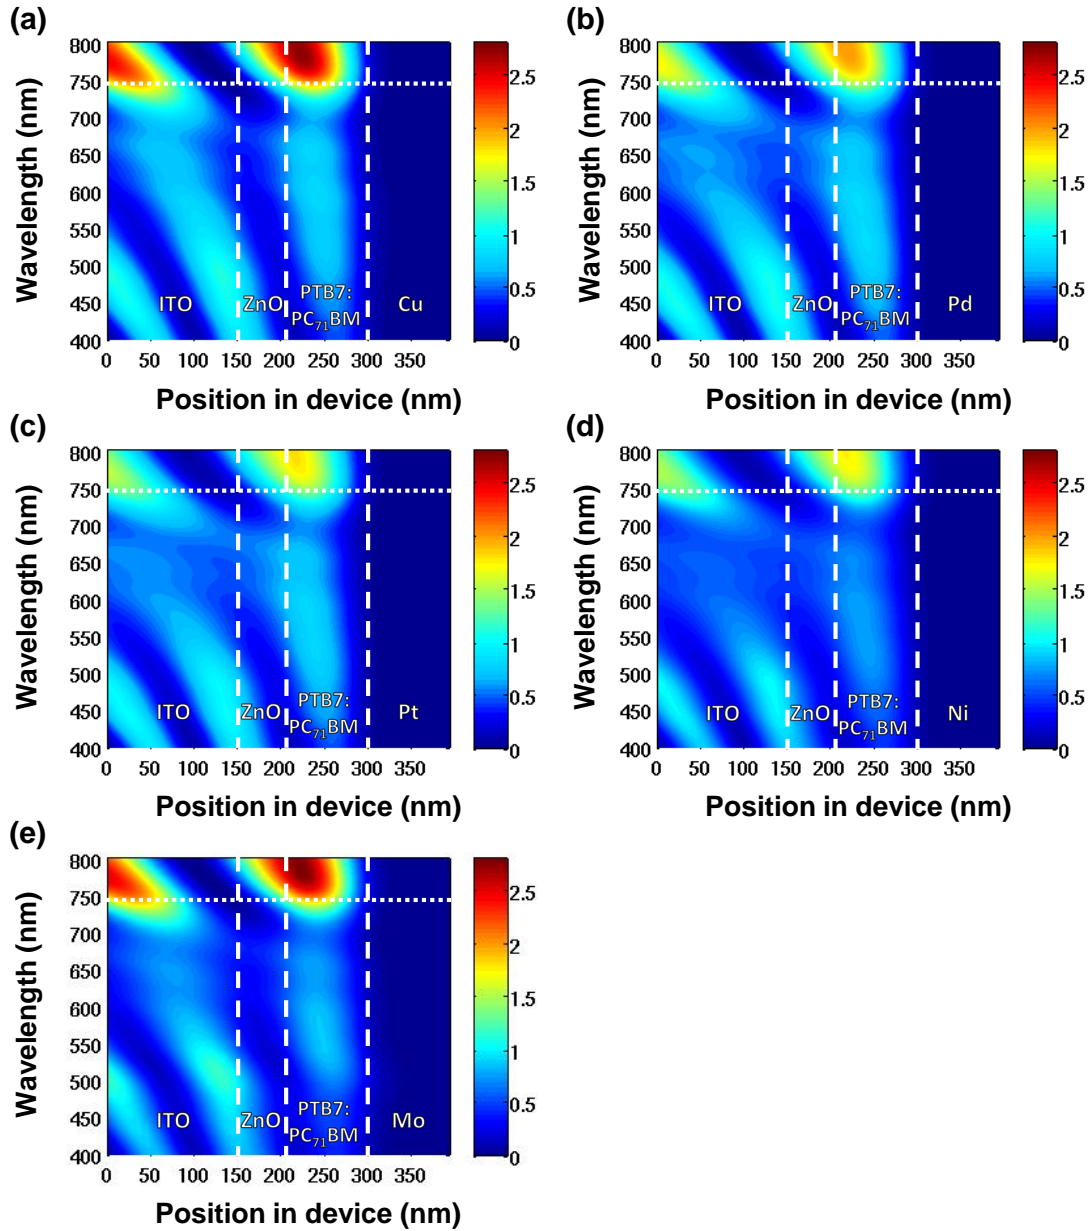 (a)
Wavelength (nm)
800
750
700
650
600
550
500
450
400
ITO
ZnO
PTB7:
PC₇₁BM
Cu
0 50 100 150 200 250 300 350
Position in device (nm)
2.5
2
1.5
1
0.5
0
(b)
Wavelength (nm)
800
750
700
650
600
550
500
450
400
ITO
ZnO
PTB7:
PC₇₁BM
Pd
0 50 100 150 200 250 300 350
Position in device (nm)
2.5
2
1.5
1
0.5
0
(c)
Wavelength (nm)
800
750
700
650
600
550
500
450
400
ITO
ZnO
PTB7:
PC₇₁BM
Pt
0 50 100 150 200 250 300 350
Position in device (nm)
2.5
2
1.5
1
0.5
0
(d)
Wavelength (nm)
800
750
700
650
600
550
500
450
400
ITO
ZnO
PTB7:
PC₇₁BM
Ni
0 50 100 150 200 250 300 350
Position in device (nm)
2.5
2
1.5
1
0.5
0
(e)
Wavelength (nm)
800
750
700
650
600
550
500
450
400
ITO
ZnO
PTB7:
PC₇₁BM
Mo
0 50 100 150 200 250 300 350
Position in device (nm)
2.5
2
1.5
1
0.5
0